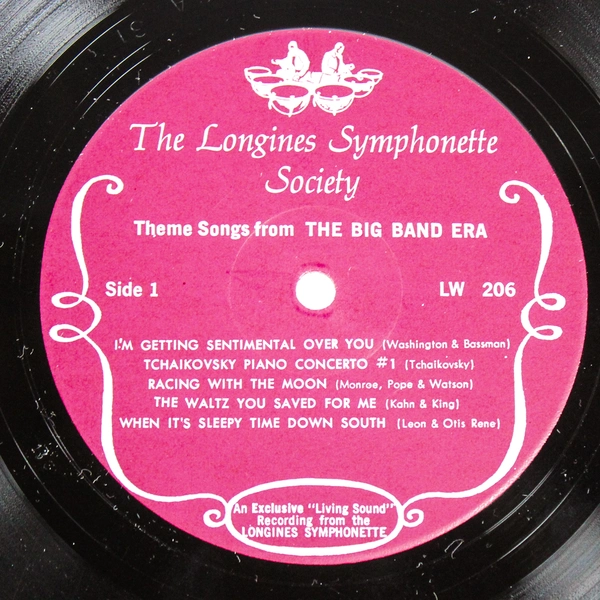 The Longines Symphonette
Society
Theme Songs from THE BIG BAND ERA
Side 1 LW 206
I'M GETTING SENTIMENTAL OVER YOU (Washington & Bassman)
TCHAIKOVSKY PIANO CONCERTO #1 (Tchaikovsky)
RACING WITH THE MOON (Monroe, Pope & Watson)
THE WALTZ YOU SAVED FOR ME (Kahn & King)
WHEN IT'S SLEEPY TIME DOWN SOUTH (Leon & Otis Rene)
An Exclusive "Living Sound"
Recording from the
LONGINES SYMPHONETTE